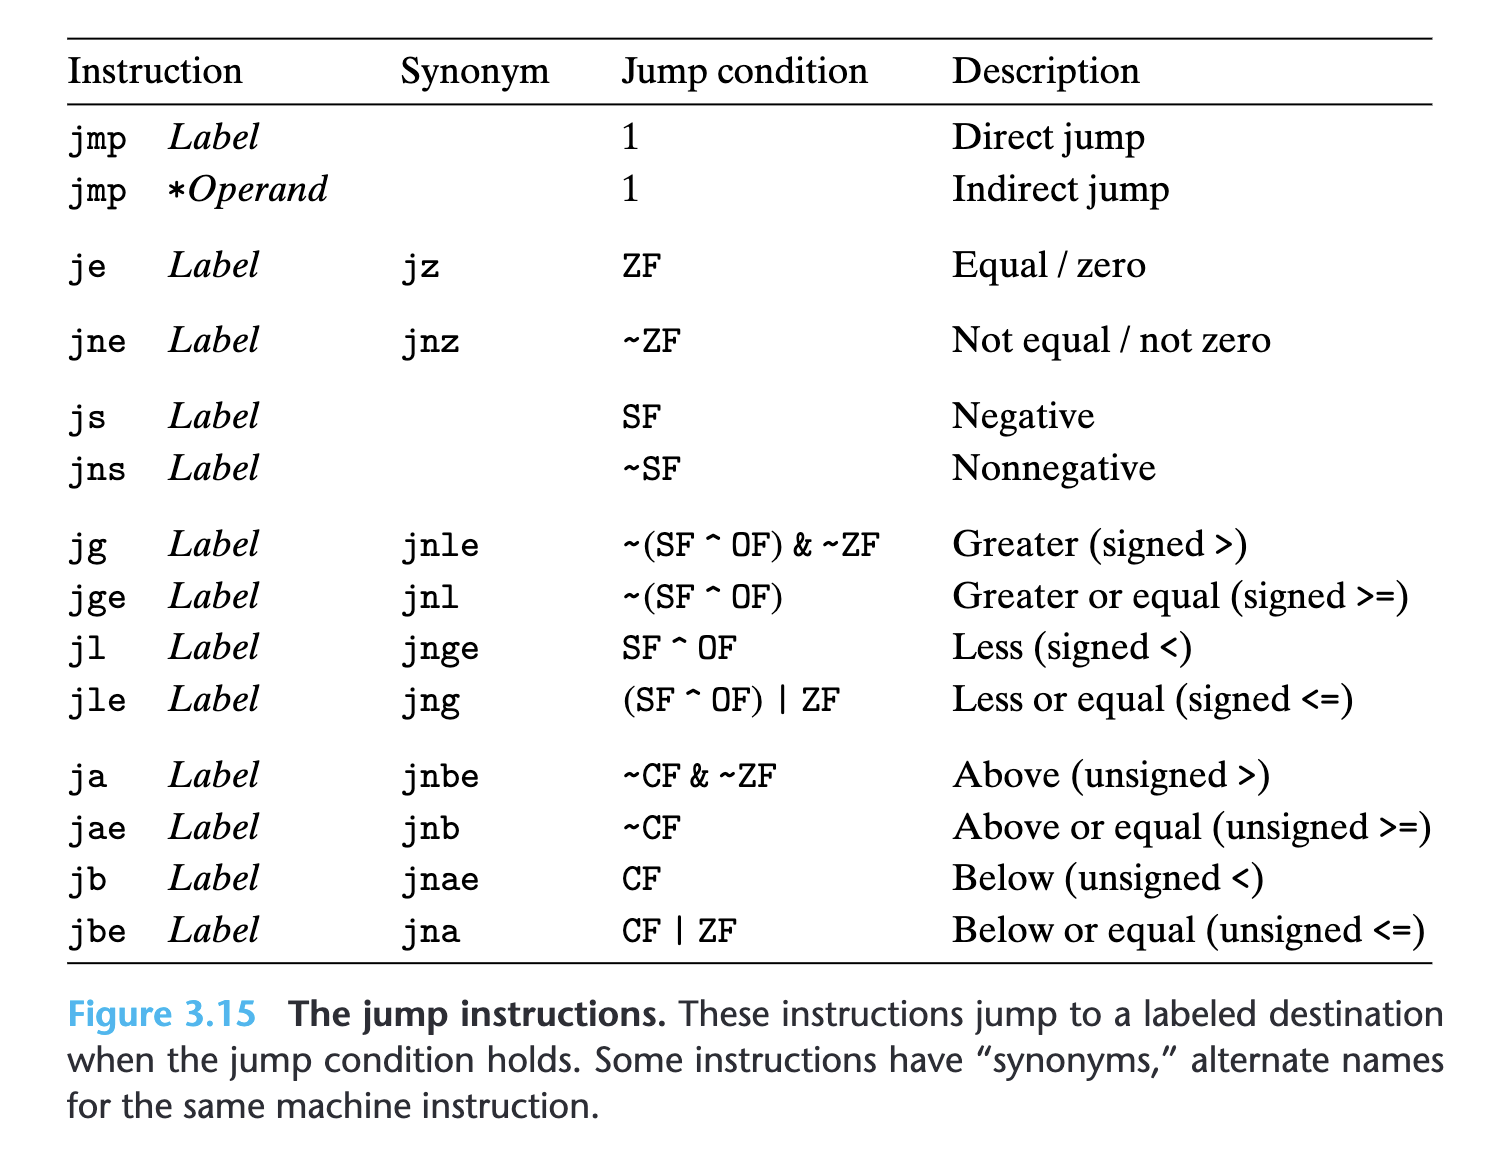 Instruction Synonym Jump condition Description
jmp Label 1 Direct jump
jmp *Operand 1 Indirect jump
je Label jz ZF Equal / zero
jne Label jnz ~ZF Not equal / not zero
js Label SF Negative
jns Label ~SF Nonnegative
jg Label jnle ~(SF ^ OF) & ~ZF Greater (signed >)
jge Label jnl ~(SF ^ OF) Greater or equal (signed >=)
jl Label jnge SF ^ OF Less (signed <)
jle Label jng (SF ^ OF) | ZF Less or equal (signed <=)
ja Label jnbe ~CF & ~ZF Above (unsigned >)
jae Label jnb ~CF Above or equal (unsigned >=)
jb Label jnae CF Below (unsigned <)
jbe Label jna CF | ZF Below or equal (unsigned <=)
Figure 3.15 The jump instructions. These instructions jump to a labeled destination
when the jump condition holds. Some instructions have “synonyms,” alternate names
for the same machine instruction.